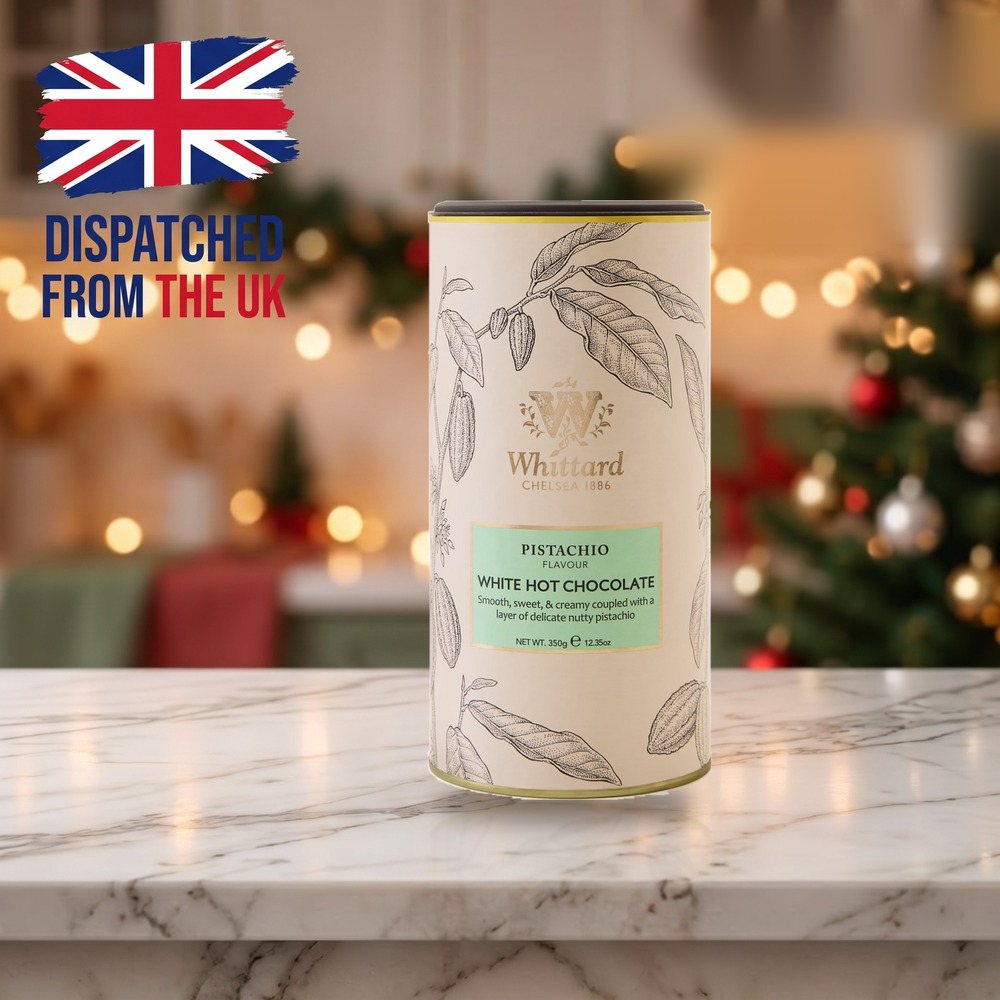 DISPATCHED
FROM THE UK
W
Whittard
CHELSEA 1886
PISTACHIO
FLAVOUR
WHITE HOT CHOCOLATE
Smooth, sweet, & creamy coupled with a
layer of delicate nutty pistachio
NET WT. 350g ℮ 12.35oz